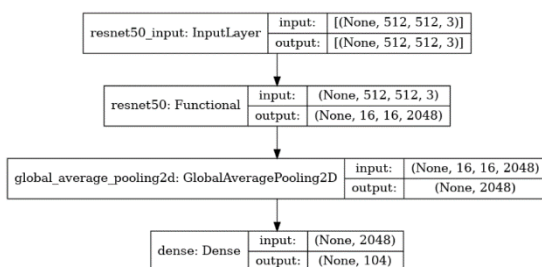 resnet50_input: InputLayer
input: [(None, 512, 512, 3)]
output: [(None, 512, 512, 3)]
resnet50: Functional
input: (None, 512, 512, 3)
output: (None, 16, 16, 2048)
global_average_pooling2d: GlobalAveragePooling2D
input: (None, 16, 16, 2048)
output: (None, 2048)
dense: Dense
input: (None, 2048)
output: (None, 104)